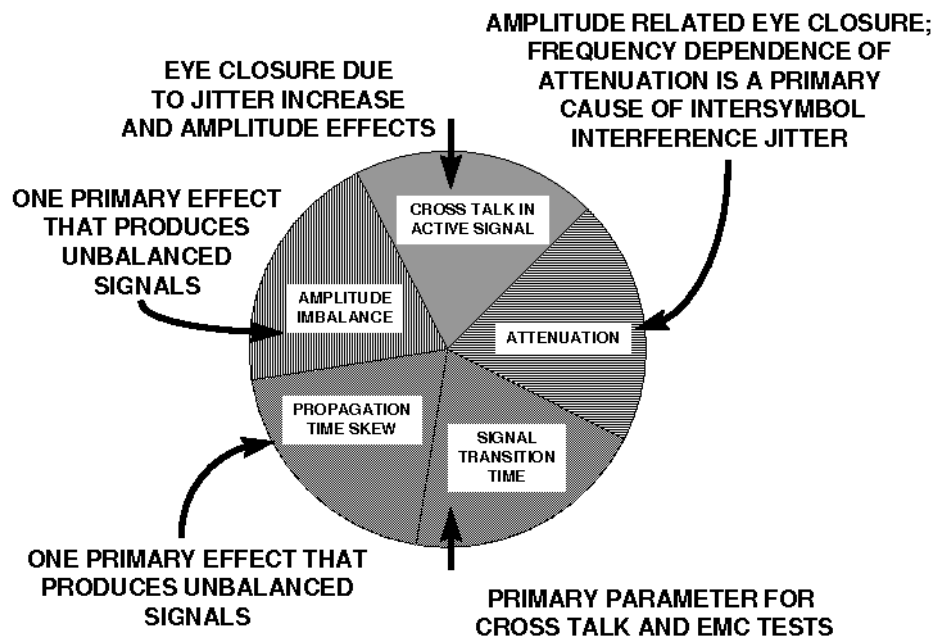 AMPLITUDE RELATED EYE CLOSURE;
FREQUENCY DEPENDENCE OF
ATTENUATION IS A PRIMARY
CAUSE OF INTERSYMBOL
INTERFERENCE JITTER
EYE CLOSURE DUE
TO JITTER INCREASE
AND AMPLITUDE EFFECTS
ONE PRIMARY EFFECT
THAT PRODUCES
UNBALANCED
SIGNALS
CROSS TALK IN
ACTIVE SIGNAL
AMPLITUDE
IMBALANCE
ATTENUATION
PROPAGATION
TIME SKEW
SIGNAL
TRANSITION
TIME
ONE PRIMARY EFFECT THAT
PRODUCES UNBALANCED
SIGNALS
PRIMARY PARAMETER FOR
CROSS TALK AND EMC TESTS